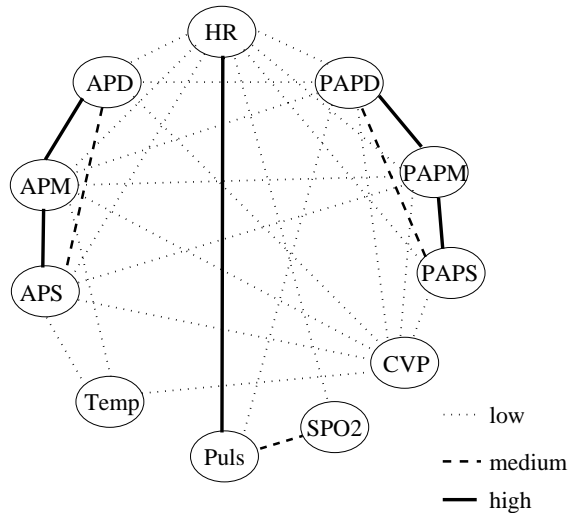 HR
APD
PAPD
APM
PAPM
APS
PAPS
CVP
Temp
SPO2
Puls
low
medium
high